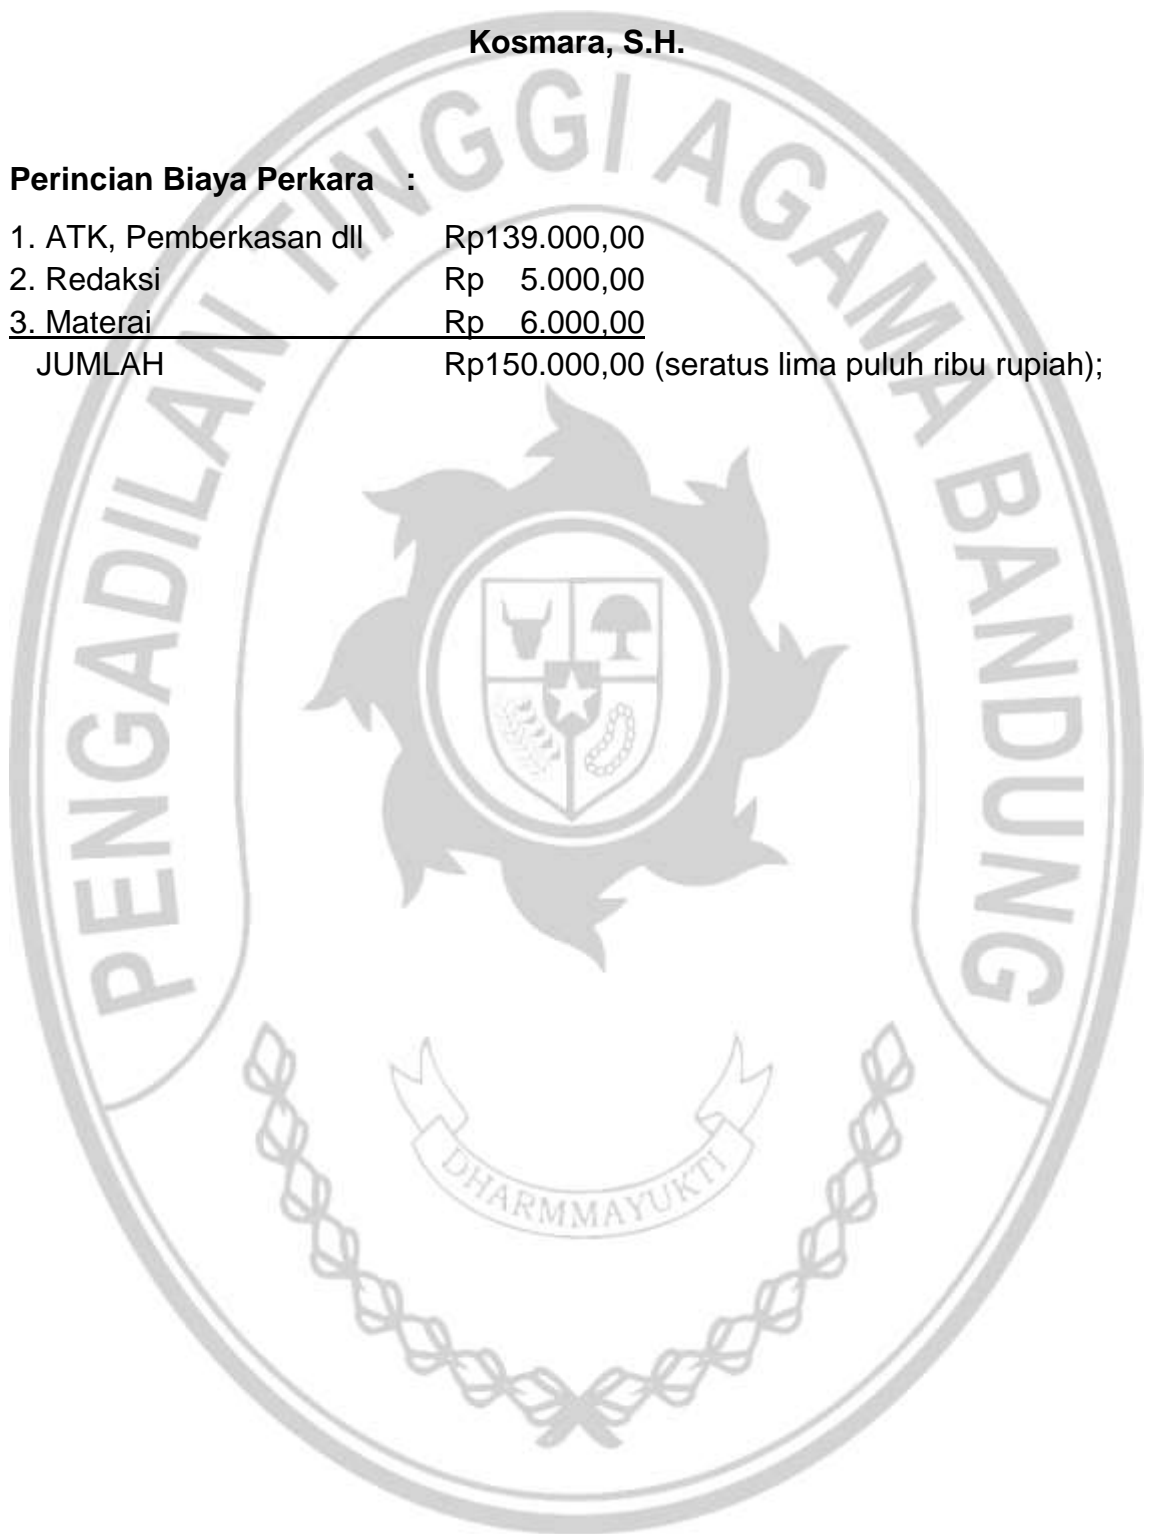 Kosmara, S.H.
Perincian Biaya Perkara :
1. ATK, Pemberkasan dll Rp139.000,00
2. Redaksi Rp 5.000,00
3. Materai Rp 6.000,00
JUMLAH Rp150.000,00 (seratus lima puluh ribu rupiah);
PENGADILAN TINGGI AGAMA BANDUNG
DHARMMAYUKTI